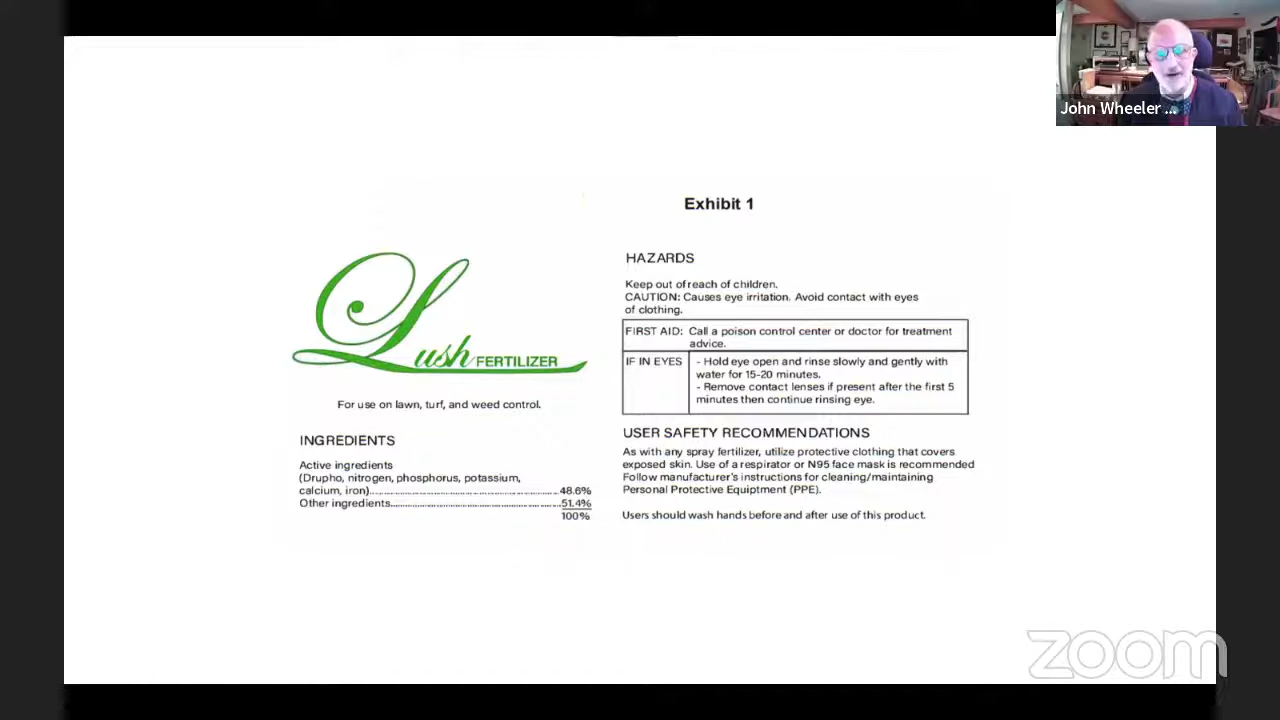 John Wheeler ...
Exhibit 1
Lush FERTILIZER
For use on lawn, turf, and weed control.
INGREDIENTS
Active ingredients
(Drupho, nitrogen, phosphorus, potassium,
calcium, iron)..........................................................48.6%
Other ingredients....................................................51.4%
100%
HAZARDS
Keep out of reach of children.
CAUTION: Causes eye irritation. Avoid contact with eyes
of clothing.
FIRST AID: Call a poison control center or doctor for treatment
advice.
IF IN EYES - Hold eye open and rinse slowly and gently with
water for 15-20 minutes.
- Remove contact lenses if present after the first 5
minutes then continue rinsing eye.
USER SAFETY RECOMMENDATIONS
As with any spray fertilizer, utilize protective clothing that covers
exposed skin. Use of a respirator or N95 face mask is recommended
Follow manufacturer's instructions for cleaning/maintaining
Personal Protective Equiptment (PPE).
Users should wash hands before and after use of this product.
zoom